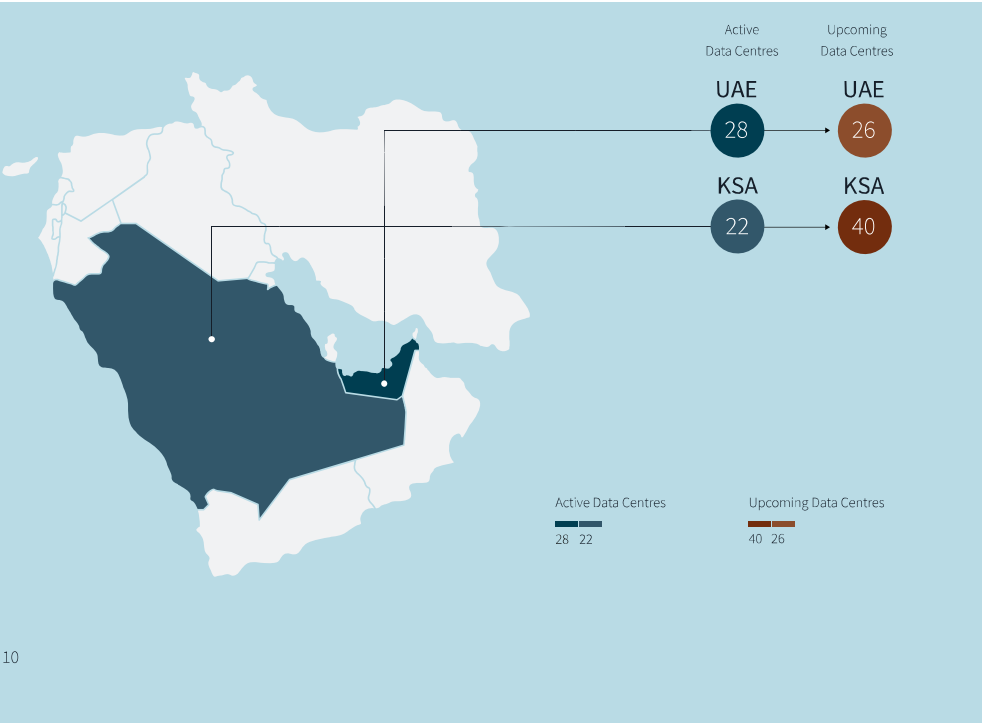 Active
Data Centres
Upcoming
Data Centres
UAE
UAE
28
26
KSA
KSA
22
40
Active Data Centres
Upcoming Data Centres
28 22
40 26
10